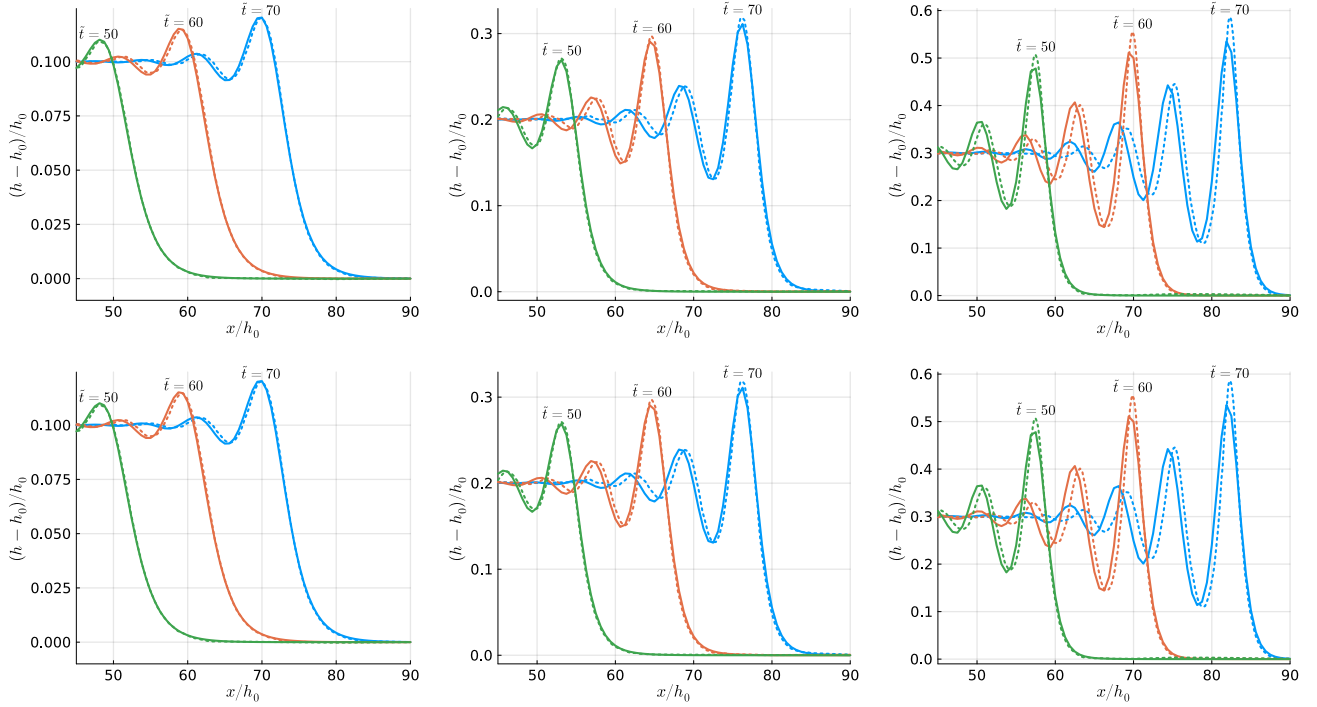 t̃ = 50
t̃ = 60
t̃ = 70
(h − h₀)/h₀
0.100
0.075
0.050
0.025
0.000
50 60 70 80 90
x/h₀
t̃ = 50
t̃ = 60
t̃ = 70
(h − h₀)/h₀
0.3
0.2
0.1
0.0
50 60 70 80 90
x/h₀
t̃ = 50
t̃ = 60
t̃ = 70
(h − h₀)/h₀
0.6
0.5
0.4
0.3
0.2
0.1
0.0
50 60 70 80 90
x/h₀
t̃ = 50
t̃ = 60
t̃ = 70
(h − h₀)/h₀
0.100
0.075
0.050
0.025
0.000
50 60 70 80 90
x/h₀
t̃ = 50
t̃ = 60
t̃ = 70
(h − h₀)/h₀
0.3
0.2
0.1
0.0
50 60 70 80 90
x/h₀
t̃ = 50
t̃ = 60
t̃ = 70
(h − h₀)/h₀
0.6
0.5
0.4
0.3
0.2
0.1
0.0
50 60 70 80 90
x/h₀